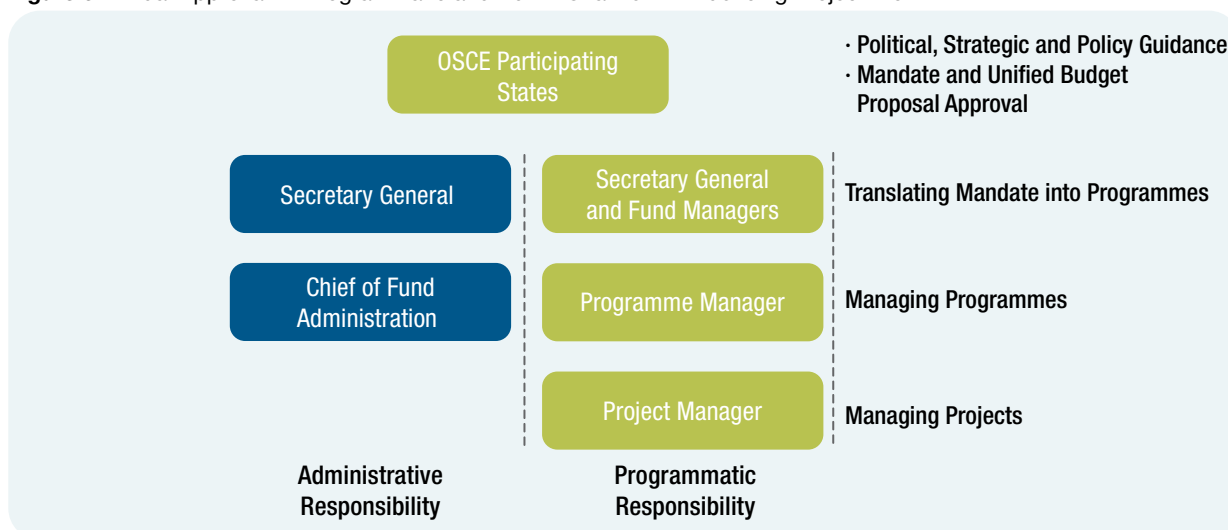 OSCE Participating
States
· Political, Strategic and Policy Guidance
· Mandate and Unified Budget
Proposal Approval
Secretary General
Secretary General
and Fund Managers
Translating Mandate into Programmes
Chief of Fund
Administration
Programme Manager
Managing Programmes
Project Manager
Managing Projects
Administrative
Responsibility
Programmatic
Responsibility